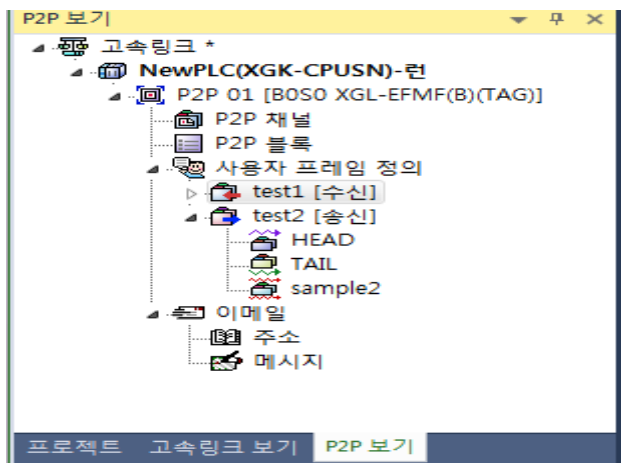 P2P 보기
고속링크 *
NewPLC(XGK-CPUSN)-런
P2P 01 [B0S0 XGL-EFMF(B)(TAG)]
P2P 채널
P2P 블록
사용자 프레임 정의
test1 [수신]
test2 [송신]
HEAD
TAIL
sample2
이메일
주소
메시지
프로젝트 고속링크 보기 P2P 보기